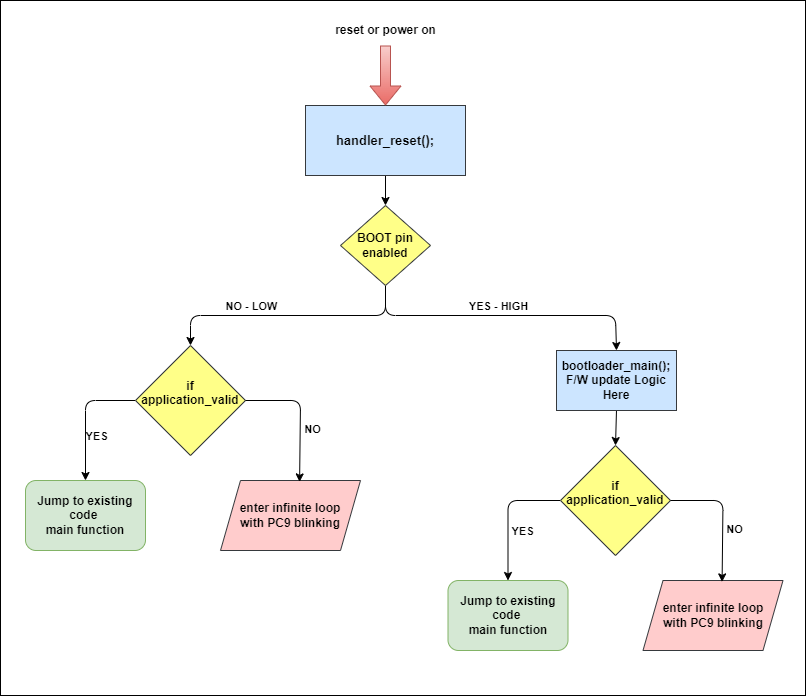 reset or power on
handler_reset();
BOOT pin
enabled
NO - LOW
YES - HIGH
if
application_valid
YES
NO
Jump to existing
code
main function
enter infinite loop
with PC9 blinking
bootloader_main();
F/W update Logic
Here
if
application_valid
YES
NO
Jump to existing
code
main function
enter infinite loop
with PC9 blinking